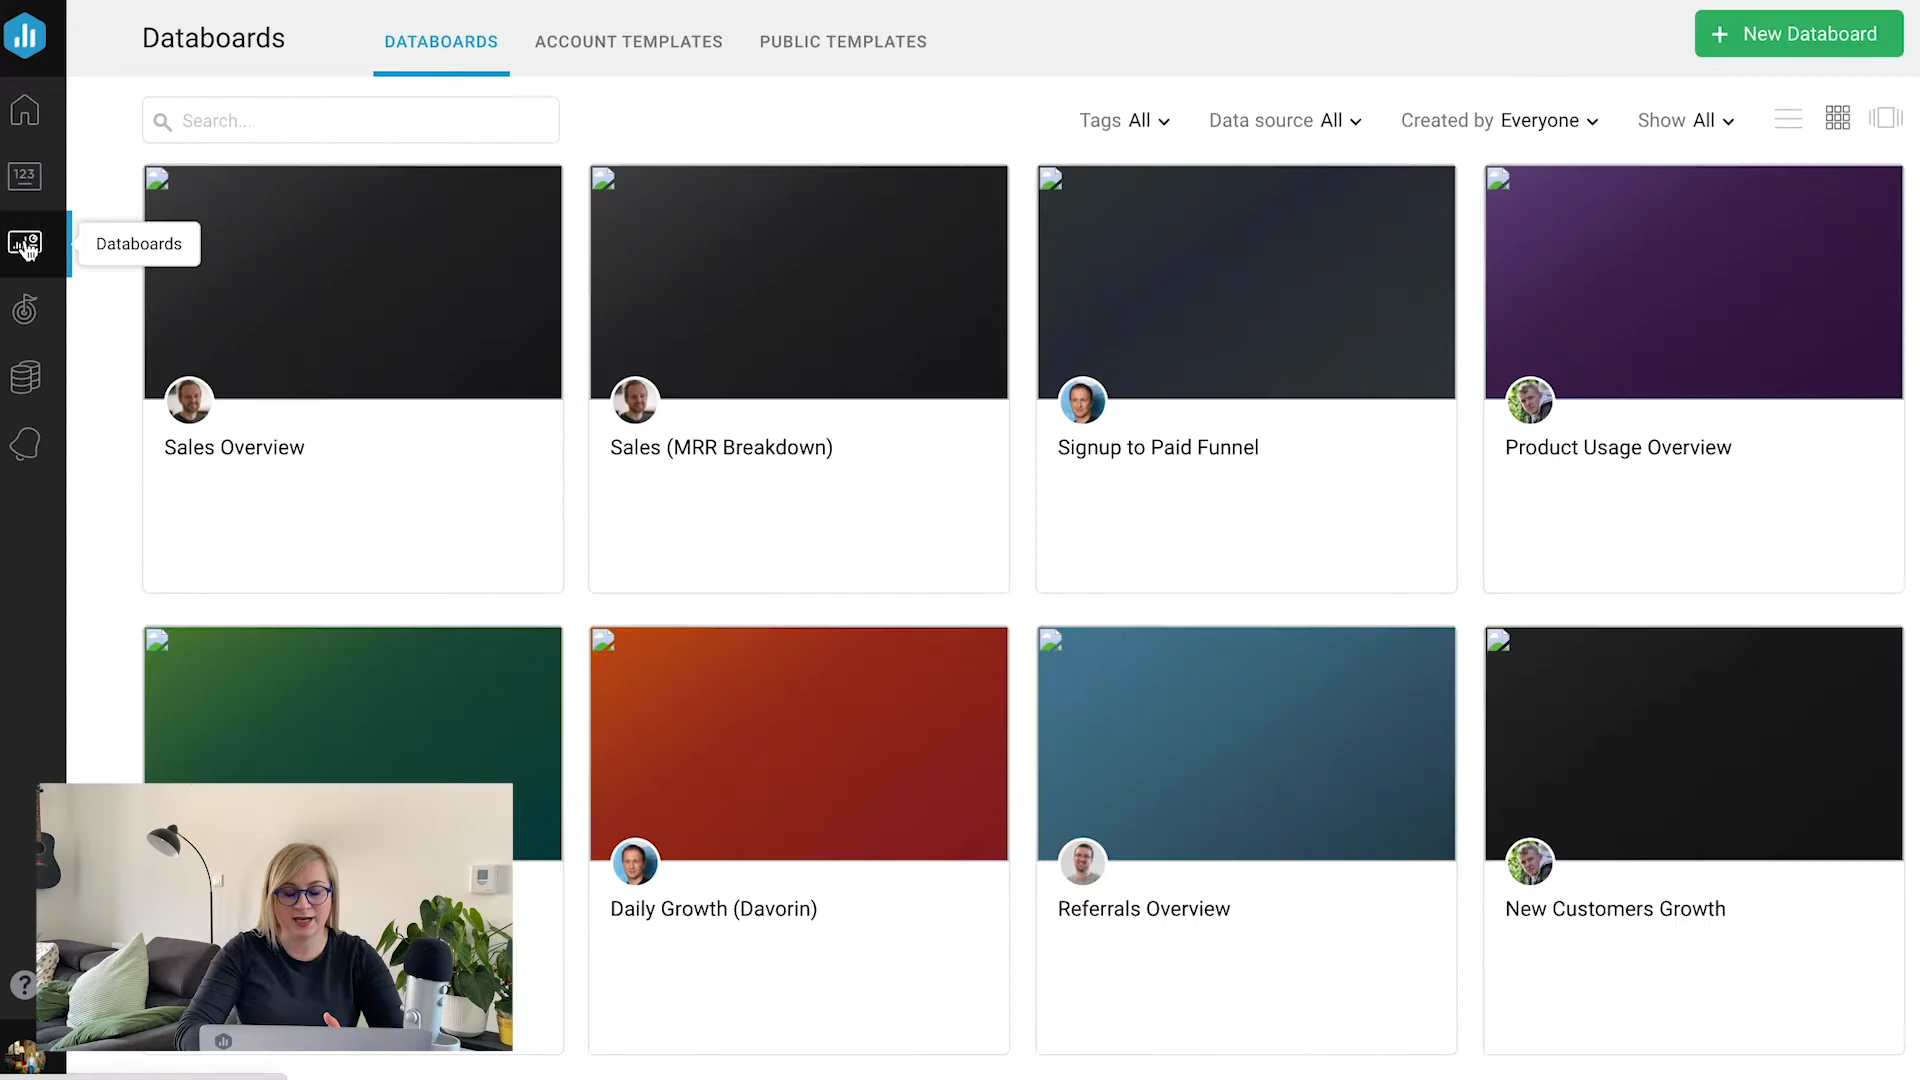 Databoards
DATABOARDS
ACCOUNT TEMPLATES
PUBLIC TEMPLATES
+ New Databoard
Search...
Tags All
Data source All
Created by Everyone
Show All
123
Databoards
Sales Overview
Sales (MRR Breakdown)
Signup to Paid Funnel
Product Usage Overview
Daily Growth (Davorin)
Referrals Overview
New Customers Growth
?